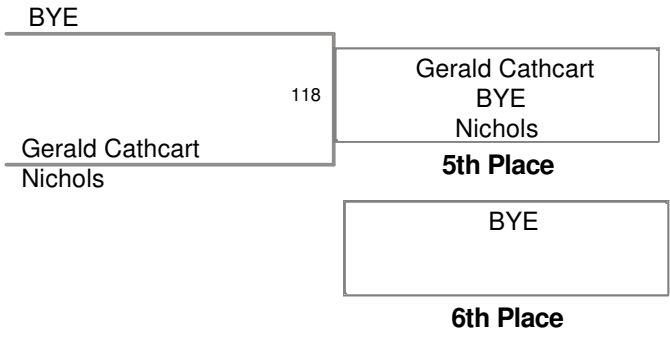 BYE
Gerald Cathcart
118
BYE
Nichols
Gerald Cathcart
5th Place
Nichols
BYE
6th Place